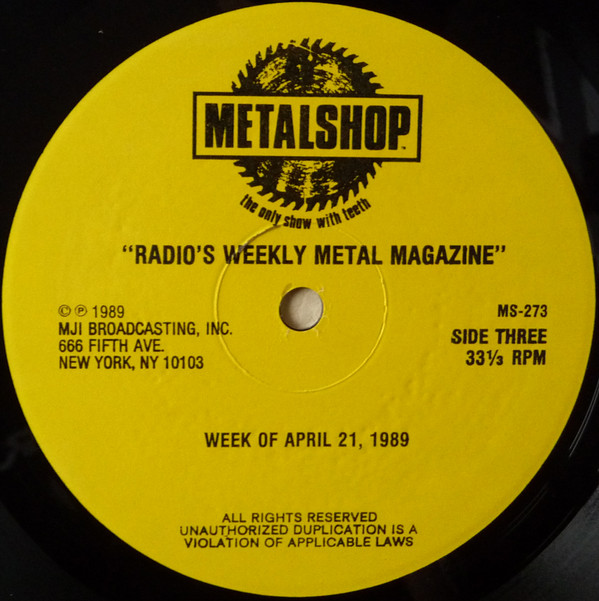 METALSHOP™
the only show with teeth
"RADIO'S WEEKLY METAL MAGAZINE"
© ℗ 1989
MJI BROADCASTING, INC.
666 FIFTH AVE.
NEW YORK, NY 10103
MS-273
SIDE THREE
33⅓ RPM
WEEK OF APRIL 21, 1989
ALL RIGHTS RESERVED
UNAUTHORIZED DUPLICATION IS A
VIOLATION OF APPLICABLE LAWS